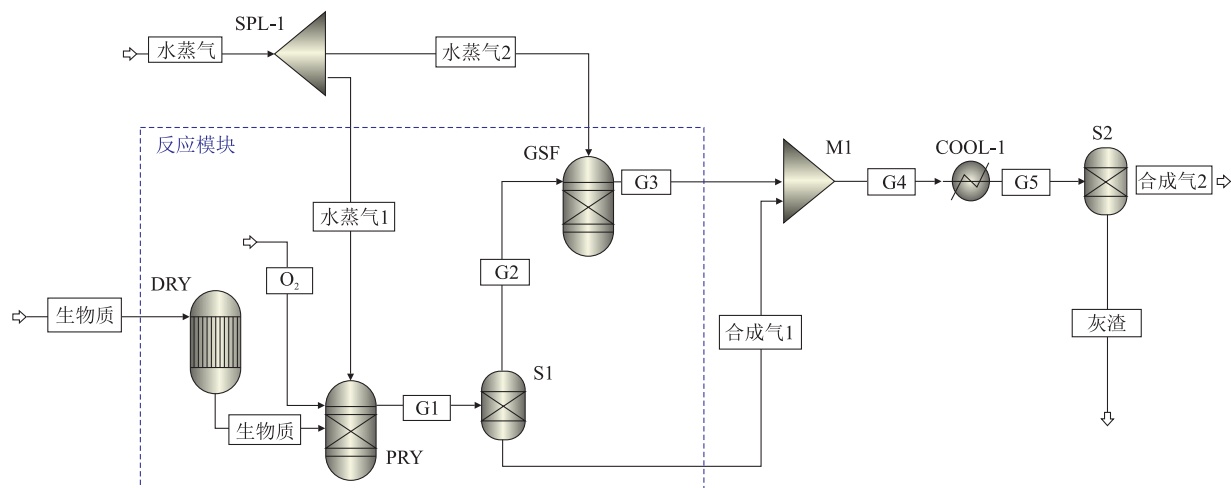 SPL-1
水蒸气
水蒸气2
反应模块
GSF
M1
COOL-1
S2
G3
G4
G5
合成气2
水蒸气1
O₂
G2
DRY
生物质
合成气1
灰渣
S1
G1
生物质
PRY